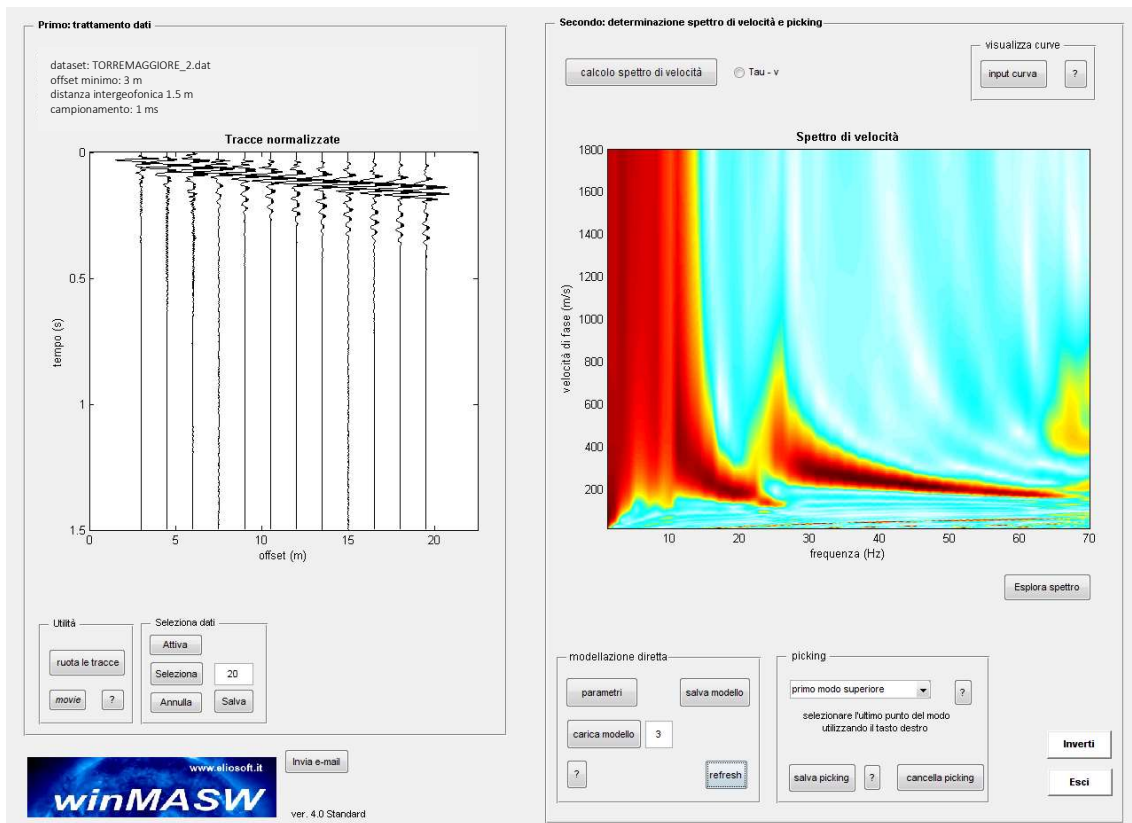 Primo: trattamento dati
dataset: TORREMAGGIORE_2.dat
offset minimo: 3 m
distanza intergeofonica 1.5 m
campionamento: 1 ms
Tracce normalizzate
0
0.5
1
1.5
tempo (s)
0 5 10 15 20
offset (m)
Utilità
ruota le tracce
movie ?
Seleziona dati
Attiva
Seleziona 20
Annulla Salva
www.eliosoft.it
winMASW
Invia e-mail
ver. 4.0 Standard
Secondo: determinazione spettro di velocità e picking
calcolo spettro di velocità Tau - v
visualizza curve
input curva ?
Spettro di velocità
1800
1600
1400
1200
1000
800
600
400
200
velocità di fase (m/s)
10 20 30 40 50 60 70
frequenza (Hz)
Esplora spettro
modellazione diretta
parametri salva modello
carica modello 3
? refresh
picking
primo modo superiore ?
selezionare l'ultimo punto del modo
utilizzando il tasto destro
salva picking ? cancella picking
Inverti
Esci